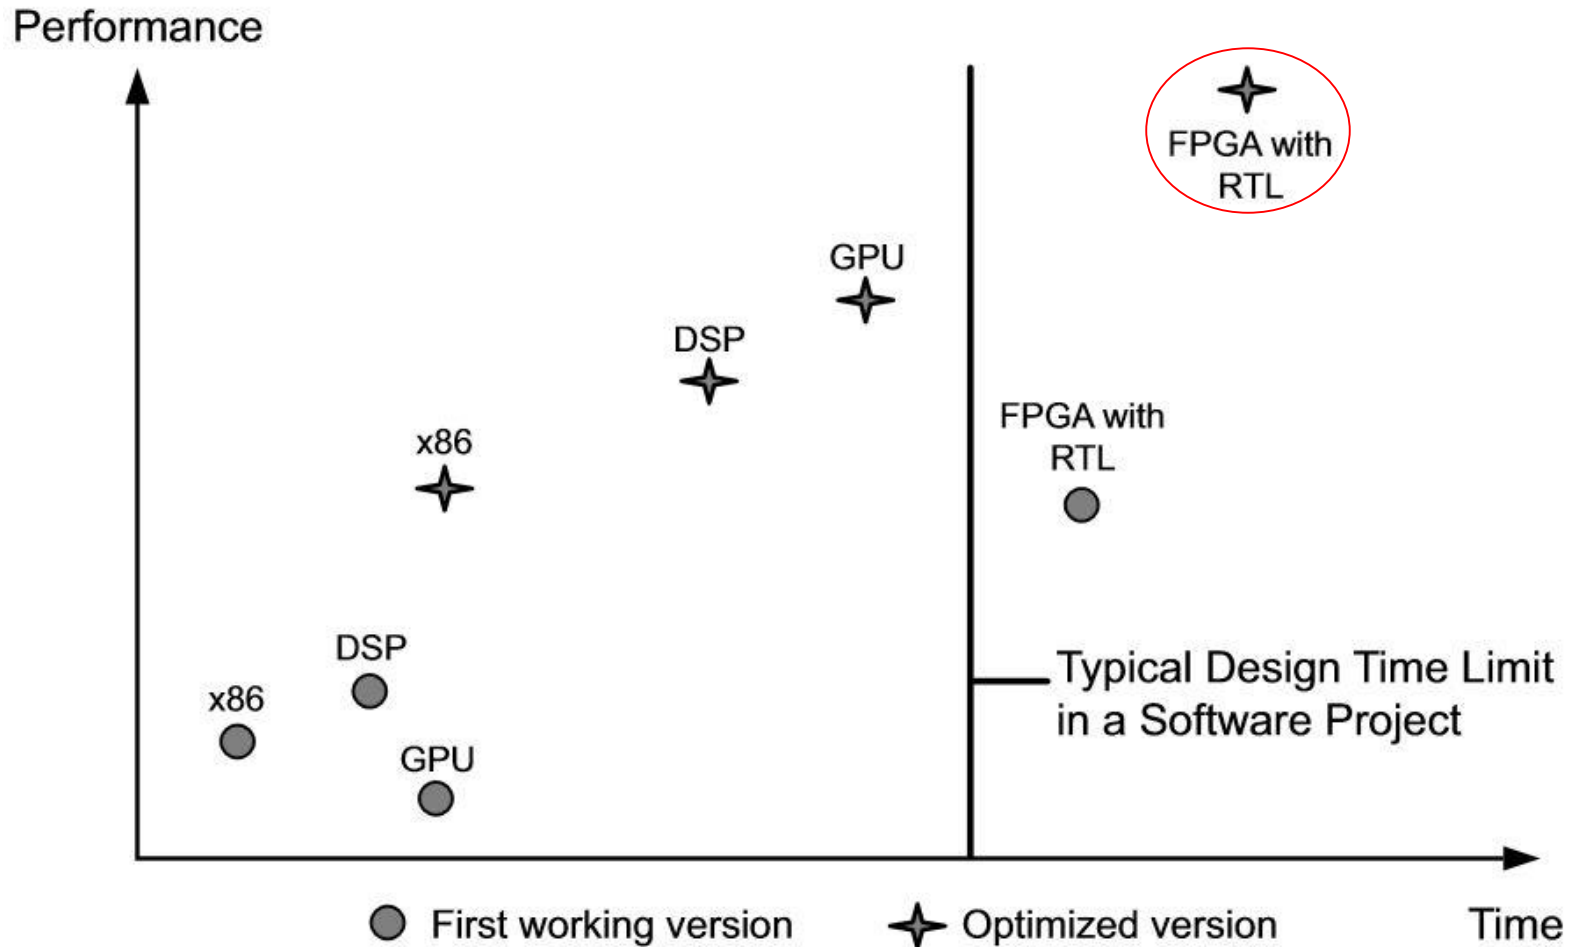 Performance
FPGA with
RTL
GPU
DSP
FPGA with
RTL
x86
DSP
x86
GPU
Typical Design Time Limit
in a Software Project
First working version
Optimized version
Time